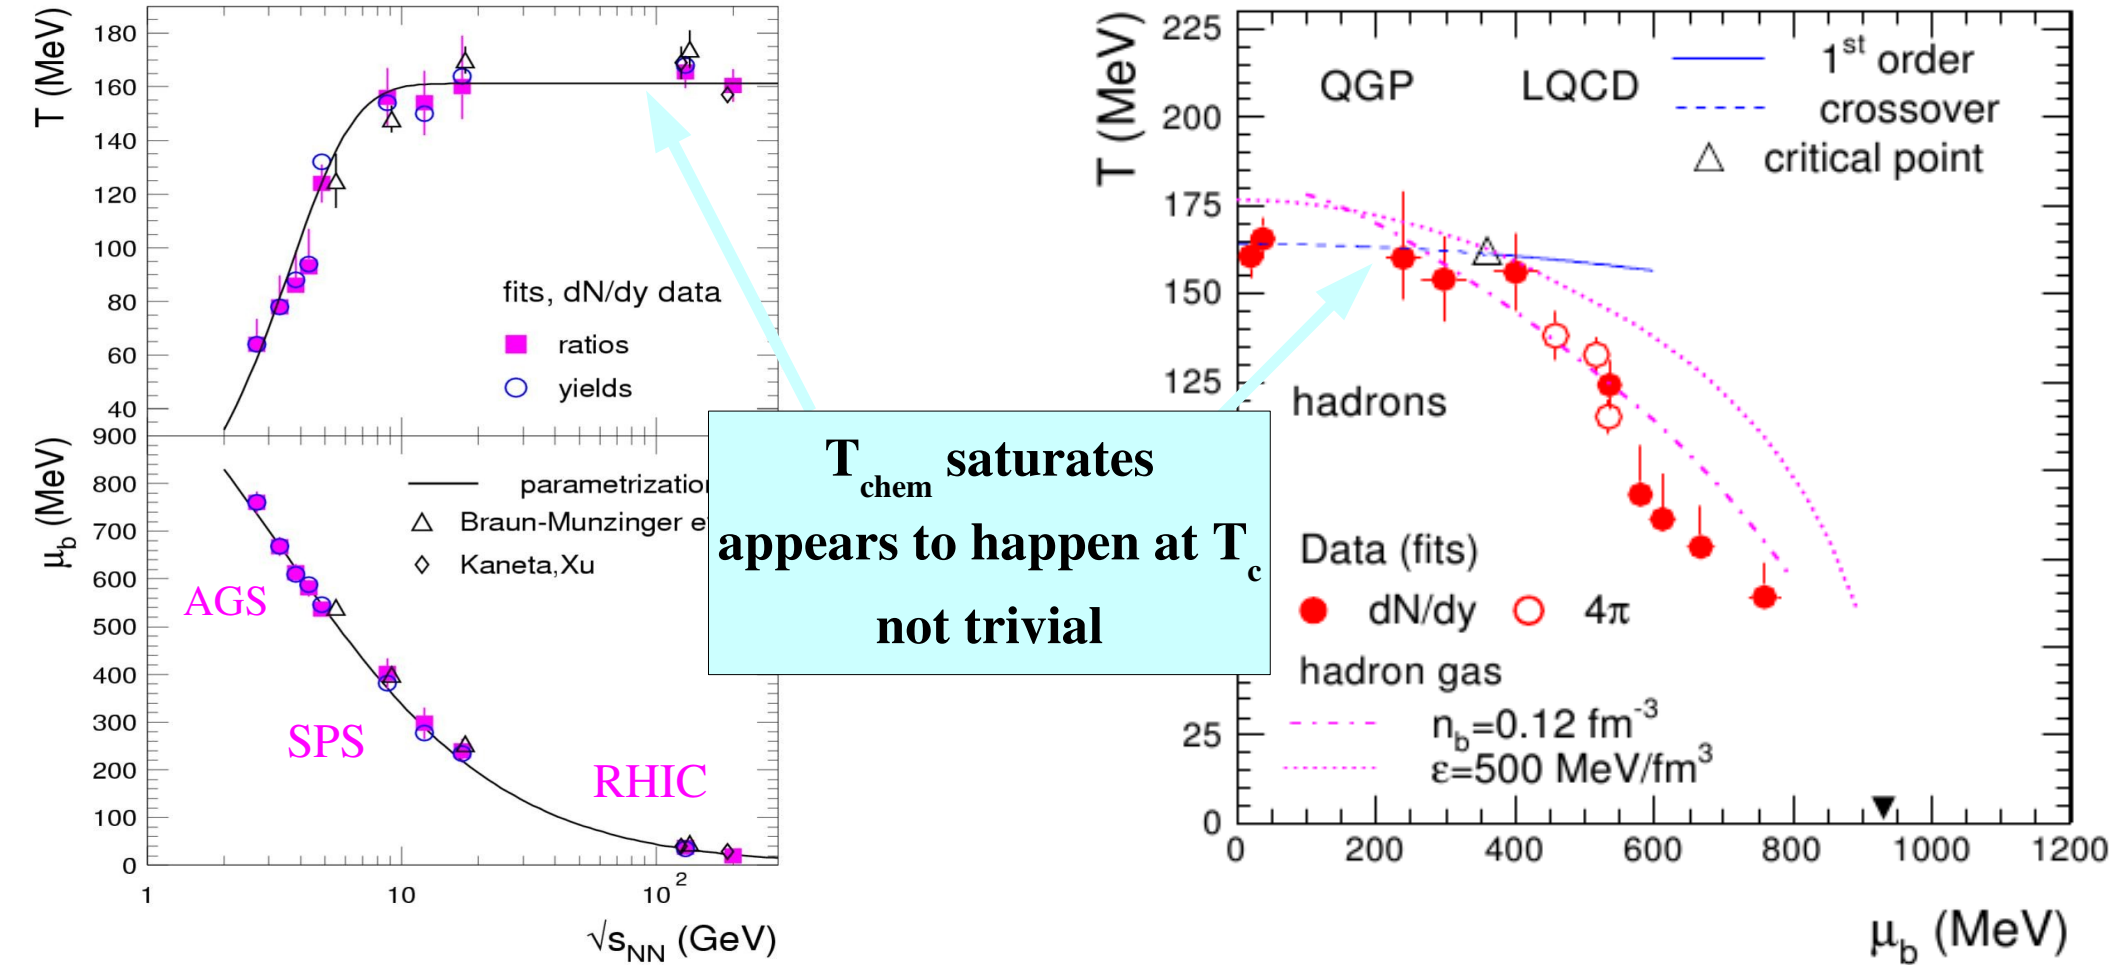 T (MeV)
180
160
140
120
100
80
60
40
fits, dN/dy data
ratios
yields
μb (MeV)
900
800
700
600
500
400
300
200
100
0
parametrization
Braun-Munzinger e
Kaneta,Xu
AGS
SPS
RHIC
1
10
10²
√sNN (GeV)
Tchem saturates
appears to happen at Tc
not trivial
T (MeV)
225
200
175
150
125
25
0
QGP
LQCD
1st order
crossover
critical point
hadrons
Data (fits)
dN/dy
4π
hadron gas
nb=0.12 fm-3
ε=500 MeV/fm3
0
200
400
600
800
1000
1200
μb (MeV)